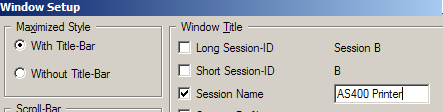 Window Setup
Maximized Style
With Title-Bar
Without Title-Bar
Scroll-Bar
Window Title
Long Session-ID Session B
Short Session-ID B
Session Name AS400 Printer